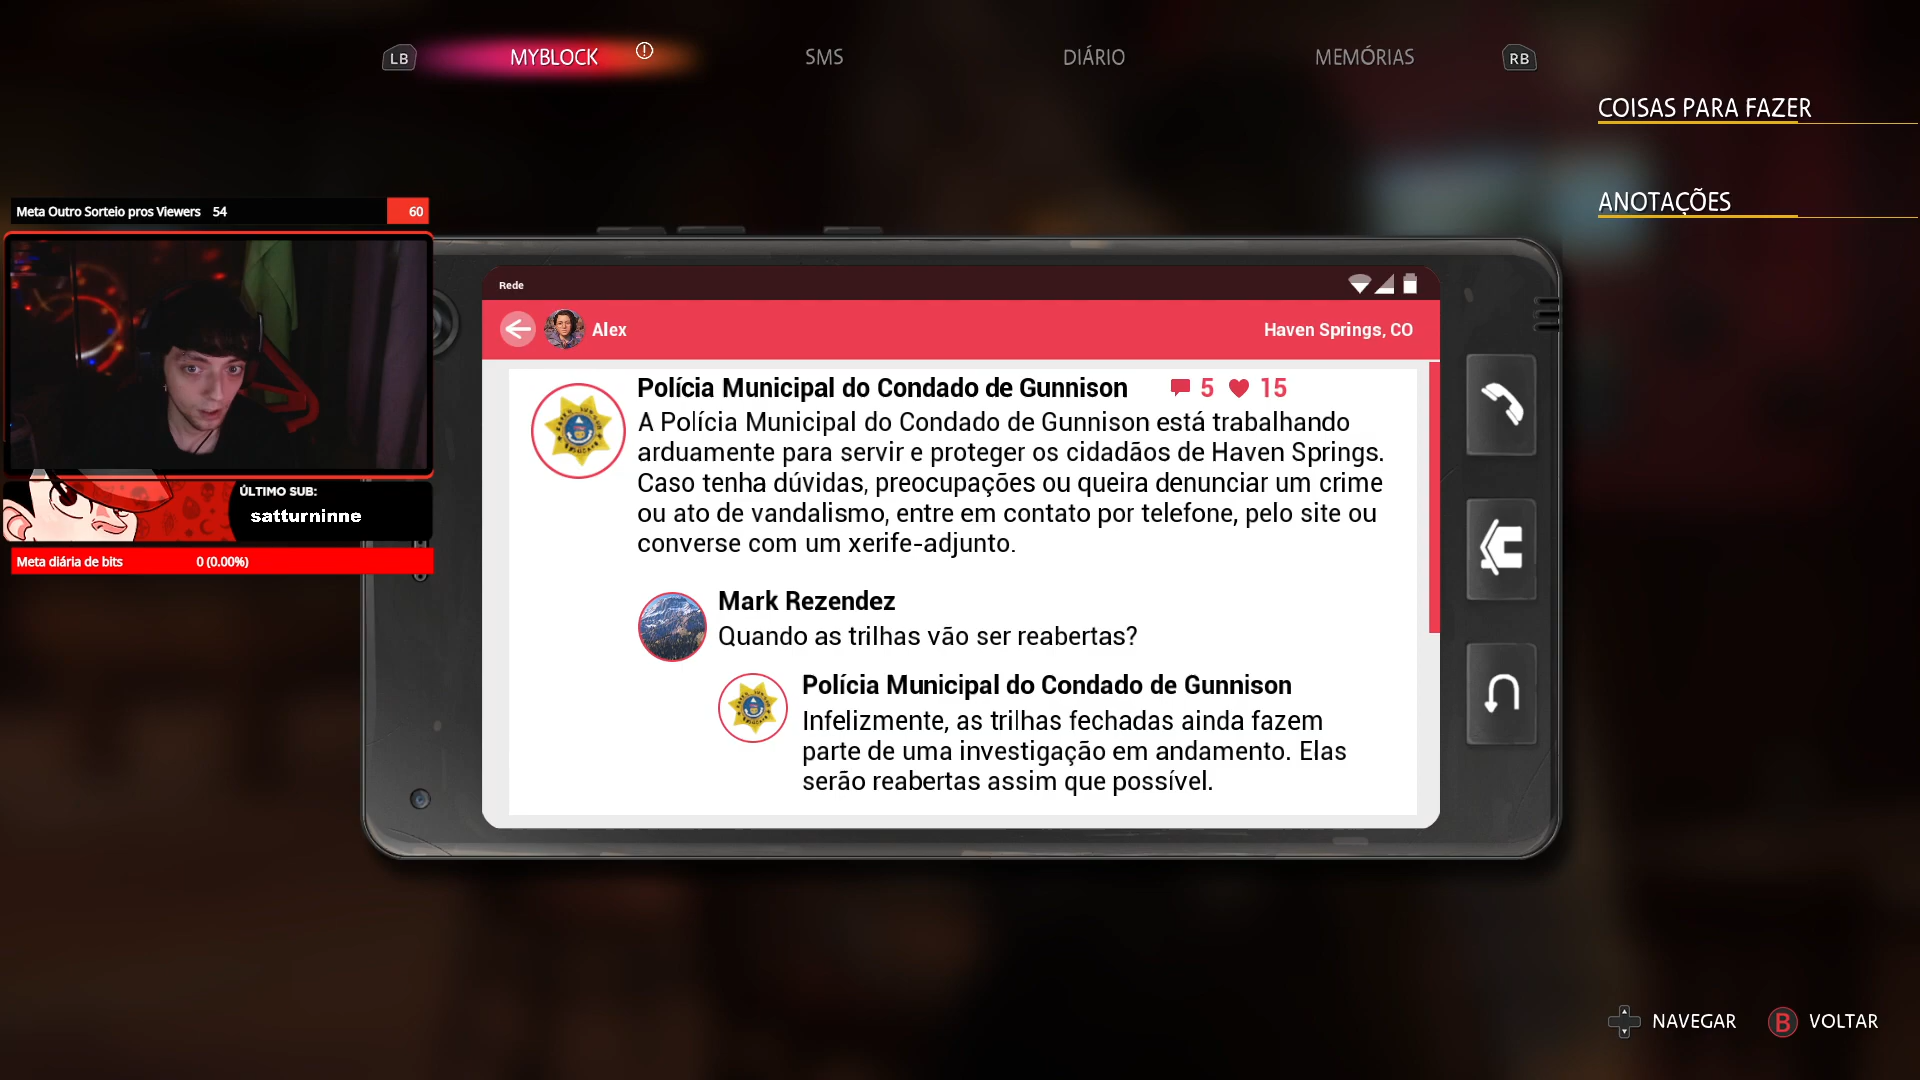 LB
MYBLOCK
SMS
DIÁRIO
MEMÓRIAS
RB
COISAS PARA FAZER
ANOTAÇÕES
Meta Outro Sorteio pros Viewers 54
60
ÚLTIMO SUB:
satturninne
Meta diária de bits 0 (0.00%)
Rede
Alex
Haven Springs, CO
Polícia Municipal do Condado de Gunnison 5 15
A Polícia Municipal do Condado de Gunnison está trabalhando
arduamente para servir e proteger os cidadãos de Haven Springs.
Caso tenha dúvidas, preocupações ou queira denunciar um crime
ou ato de vandalismo, entre em contato por telefone, pelo site ou
converse com um xerife-adjunto.
Mark Rezendez
Quando as trilhas vão ser reabertas?
Polícia Municipal do Condado de Gunnison
Infelizmente, as trilhas fechadas ainda fazem
parte de uma investigação em andamento. Elas
serão reabertas assim que possível.
NAVEGAR
B VOLTAR